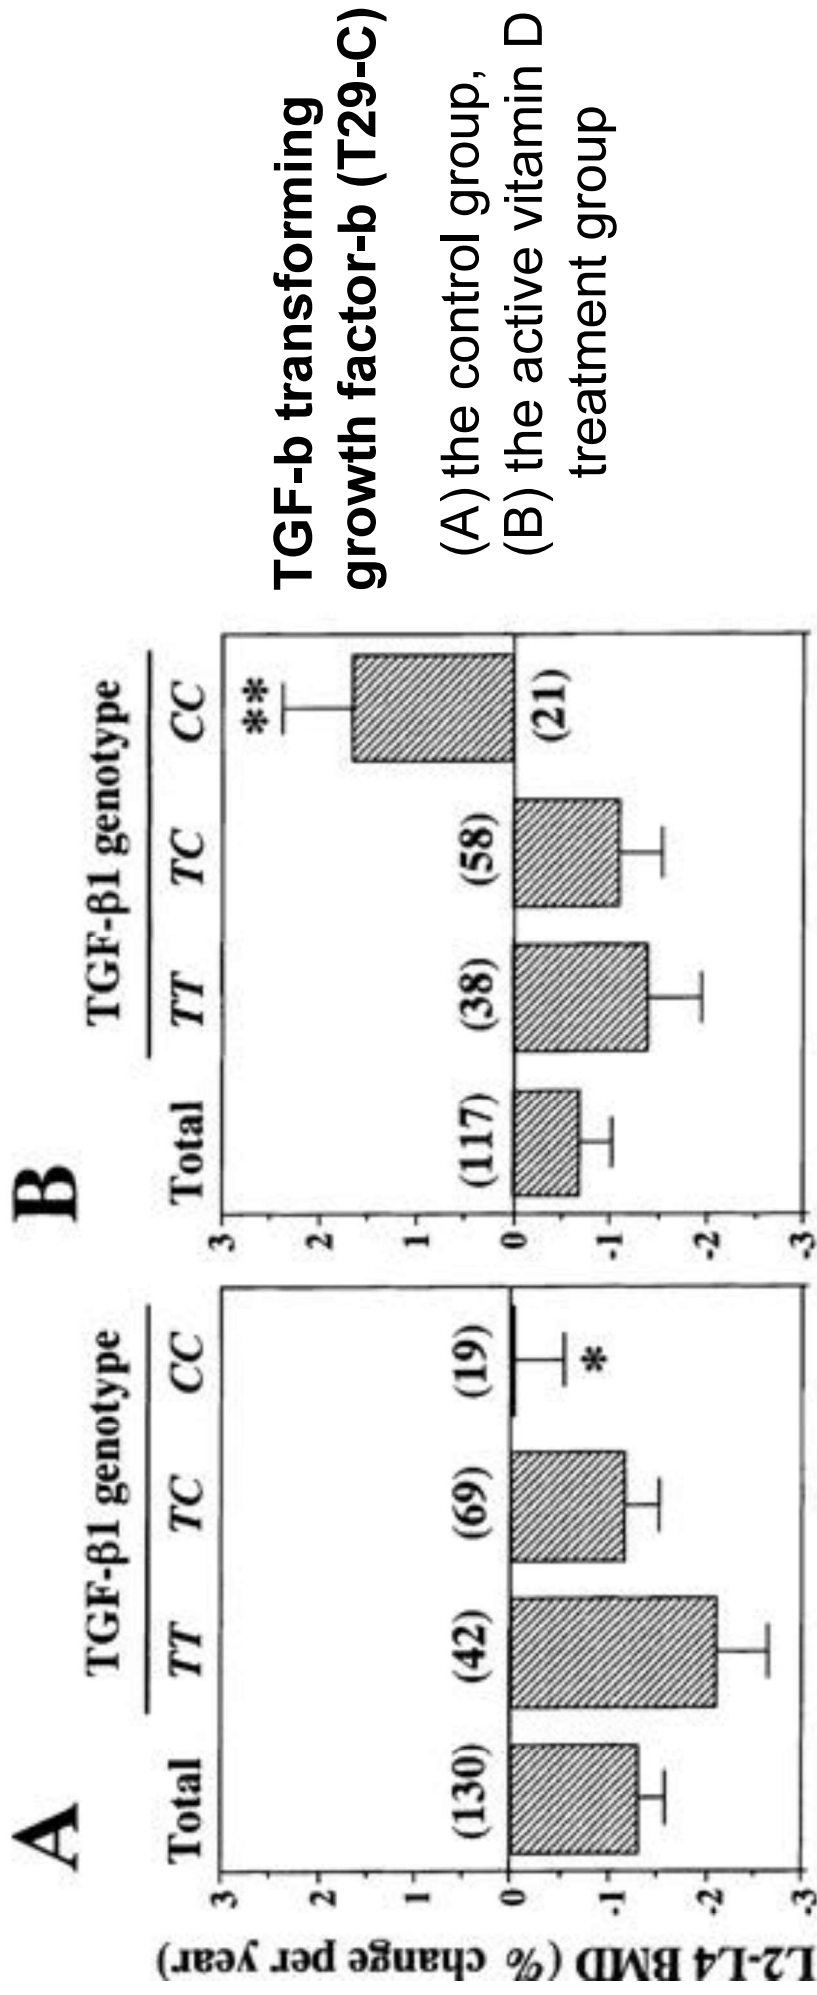 A
TGF-β1 genotype
Total TT TC CC
3
2
1
0
-1
-2
-3
(130) (42) (69) (19)
*
L2-L4 BMD (% change per year)
B
TGF-β1 genotype
Total TT TC CC
3
2
1
0
-1
-2
-3
**
(117) (38) (58) (21)
TGF-b transforming
growth factor-b (T29-C)
(A) the control group,
(B) the active vitamin D
treatment group